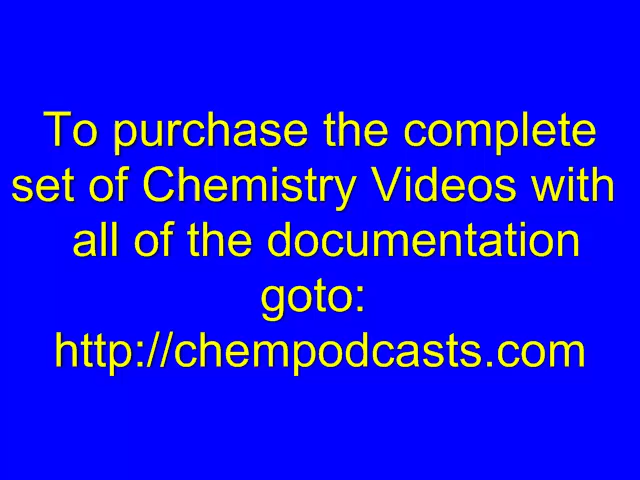 To purchase the complete
set of Chemistry Videos with
all of the documentation
goto:
http://chempodcasts.com